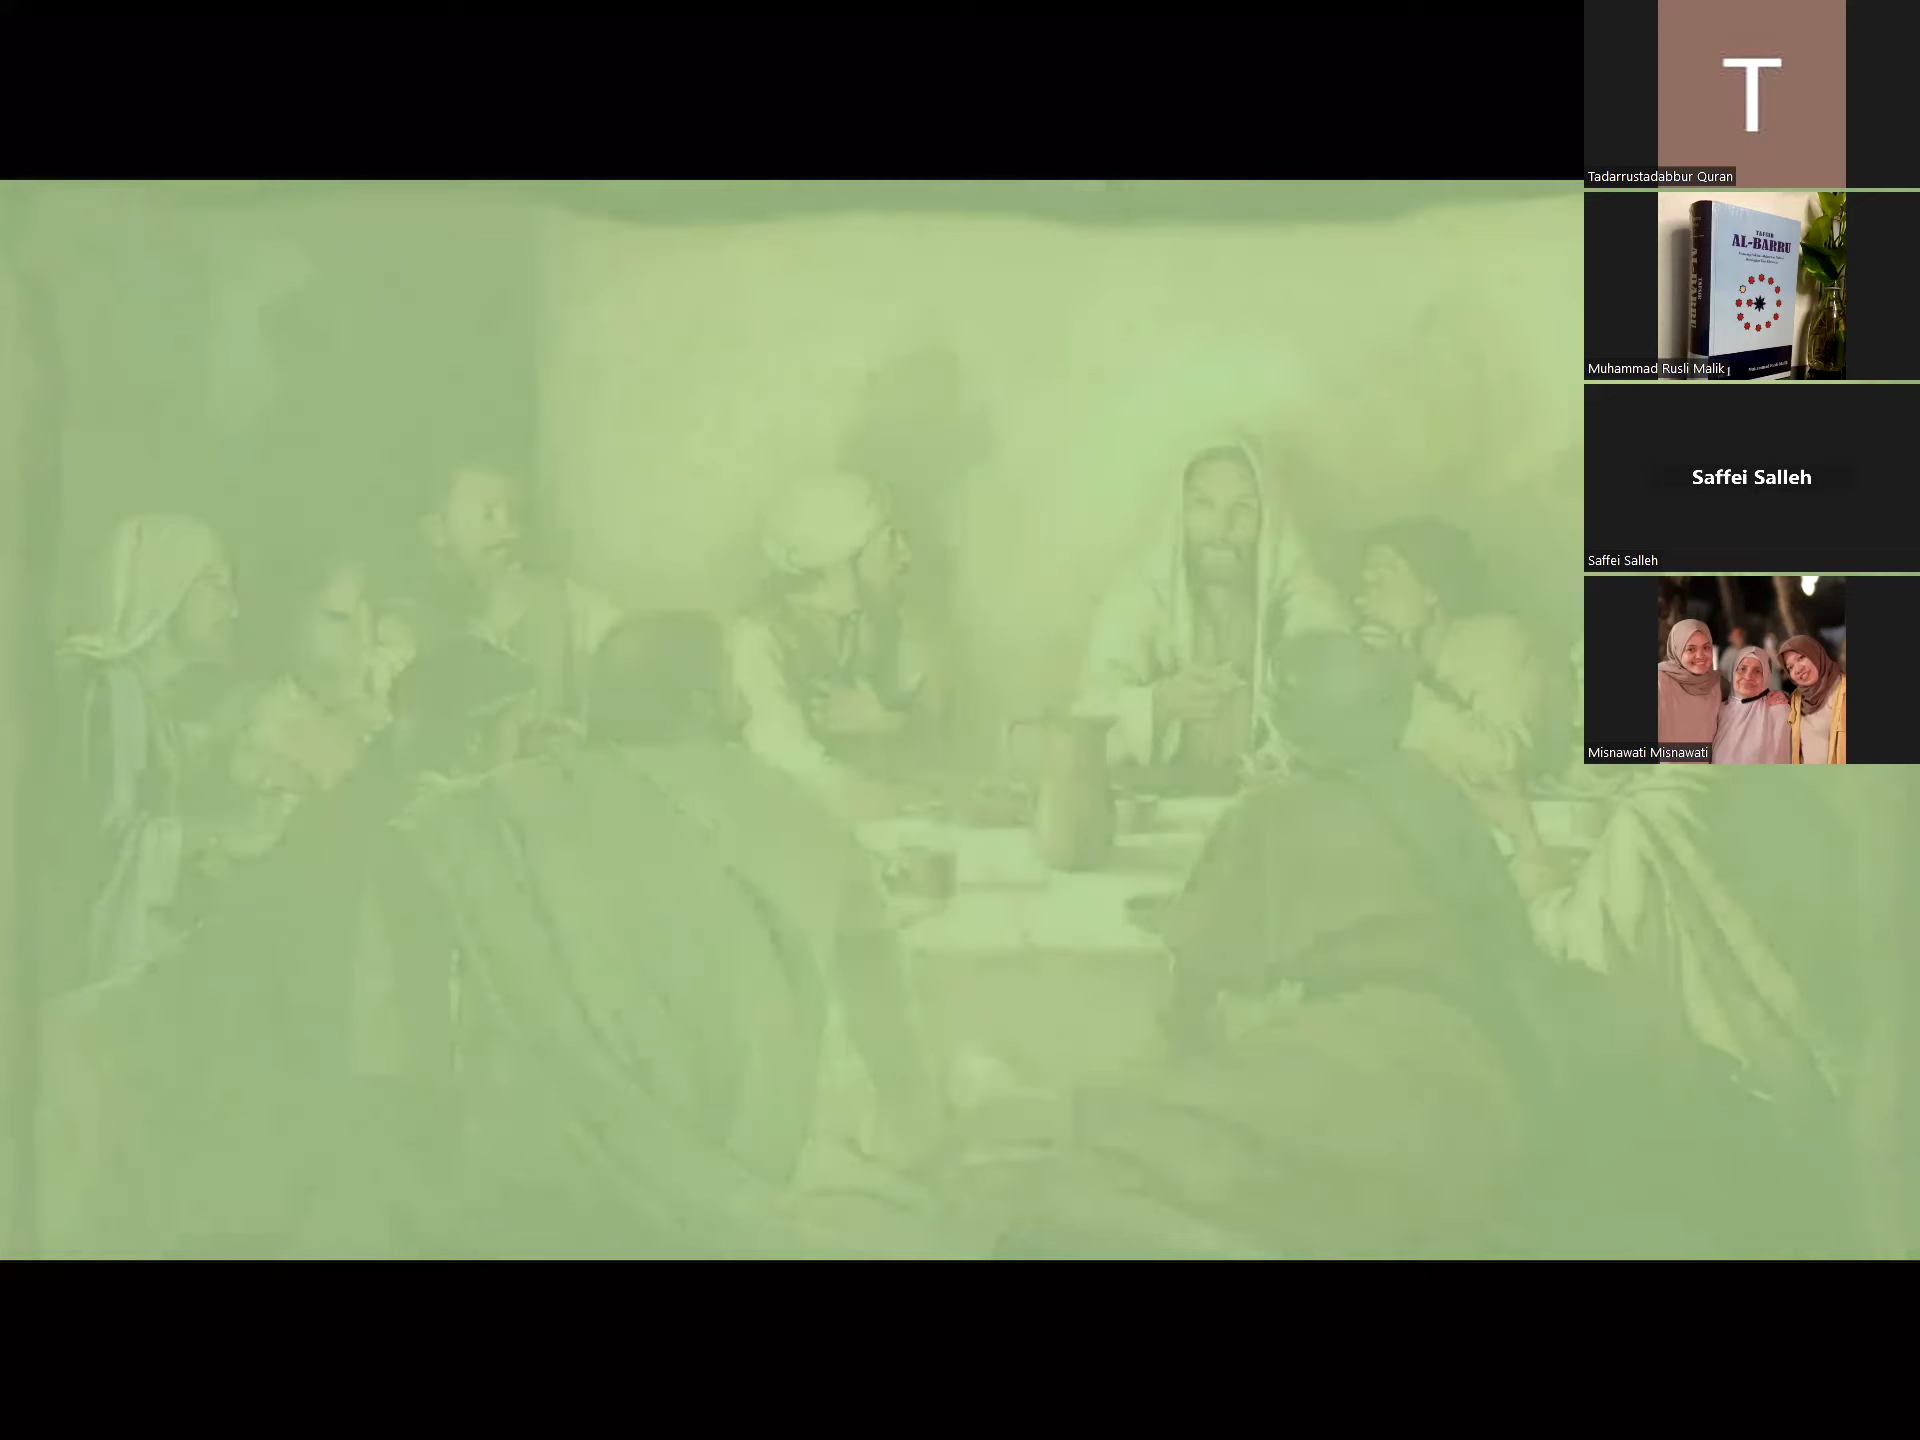 T
Tadarrustadabbur Quran
TAFSIR
AL-BARRU
Muhammad Rusli Malik
Saffei Salleh
Saffei Salleh
Misnawati Misnawati